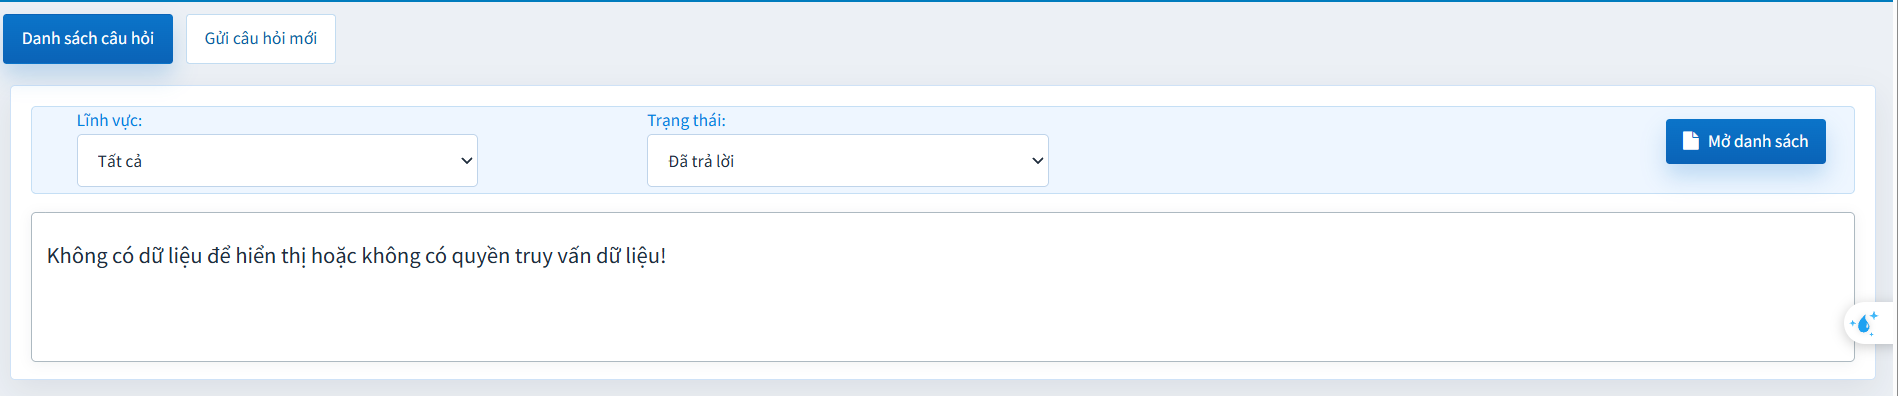 Danh sách câu hỏi
Gửi câu hỏi mới
Lĩnh vực:
Trạng thái:
Tất cả
Đã trả lời
Mở danh sách
Không có dữ liệu để hiển thị hoặc không có quyền truy vấn dữ liệu!